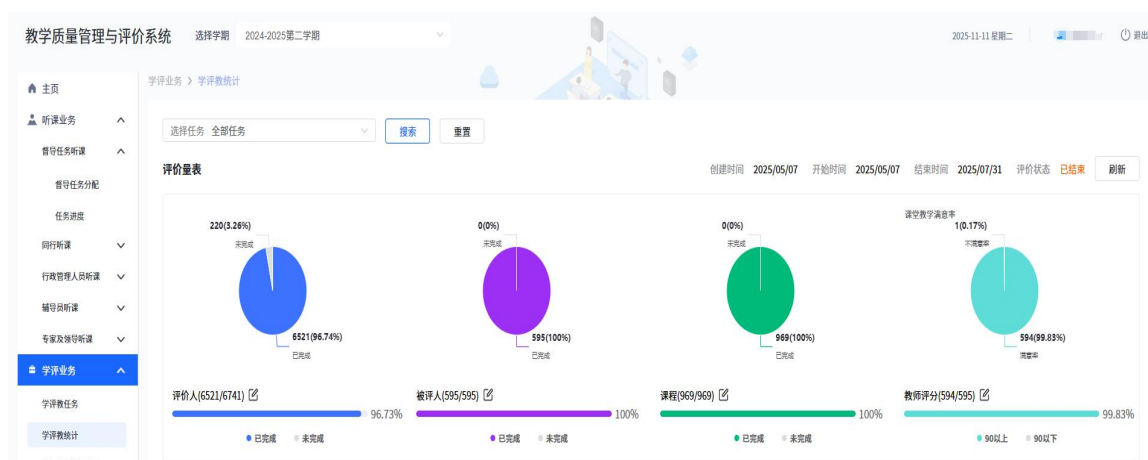 教学质量管理与评价系统 选择学期 2024-2025第二学期 2025-11-11 星期二 退出
主页
听课业务
督导任务听课
督导任务分配
任务进度
同行听课
行政管理人员听课
辅导员听课
专家及领导听课
学评业务
学评教任务
学评教统计
学评业务 > 学评教统计
选择任务 全部任务 搜索 重置
评价量表 创建时间 2025/05/07 开始时间 2025/05/07 结束时间 2025/07/31 评价状态 已结束 刷新
220(3.26%)
未完成
6521(96.74%)
已完成
评价人(6521/6741)
96.73%
已完成 未完成
0(0%)
未完成
595(100%)
已完成
被评人(595/595)
100%
已完成 未完成
0(0%)
未完成
969(100%)
已完成
课程(969/969)
100%
已完成 未完成
课堂教学满意率
1(0.17%)
不满意率
594(99.83%)
满意率
教师评分(594/595)
99.83%
90以上 90以下